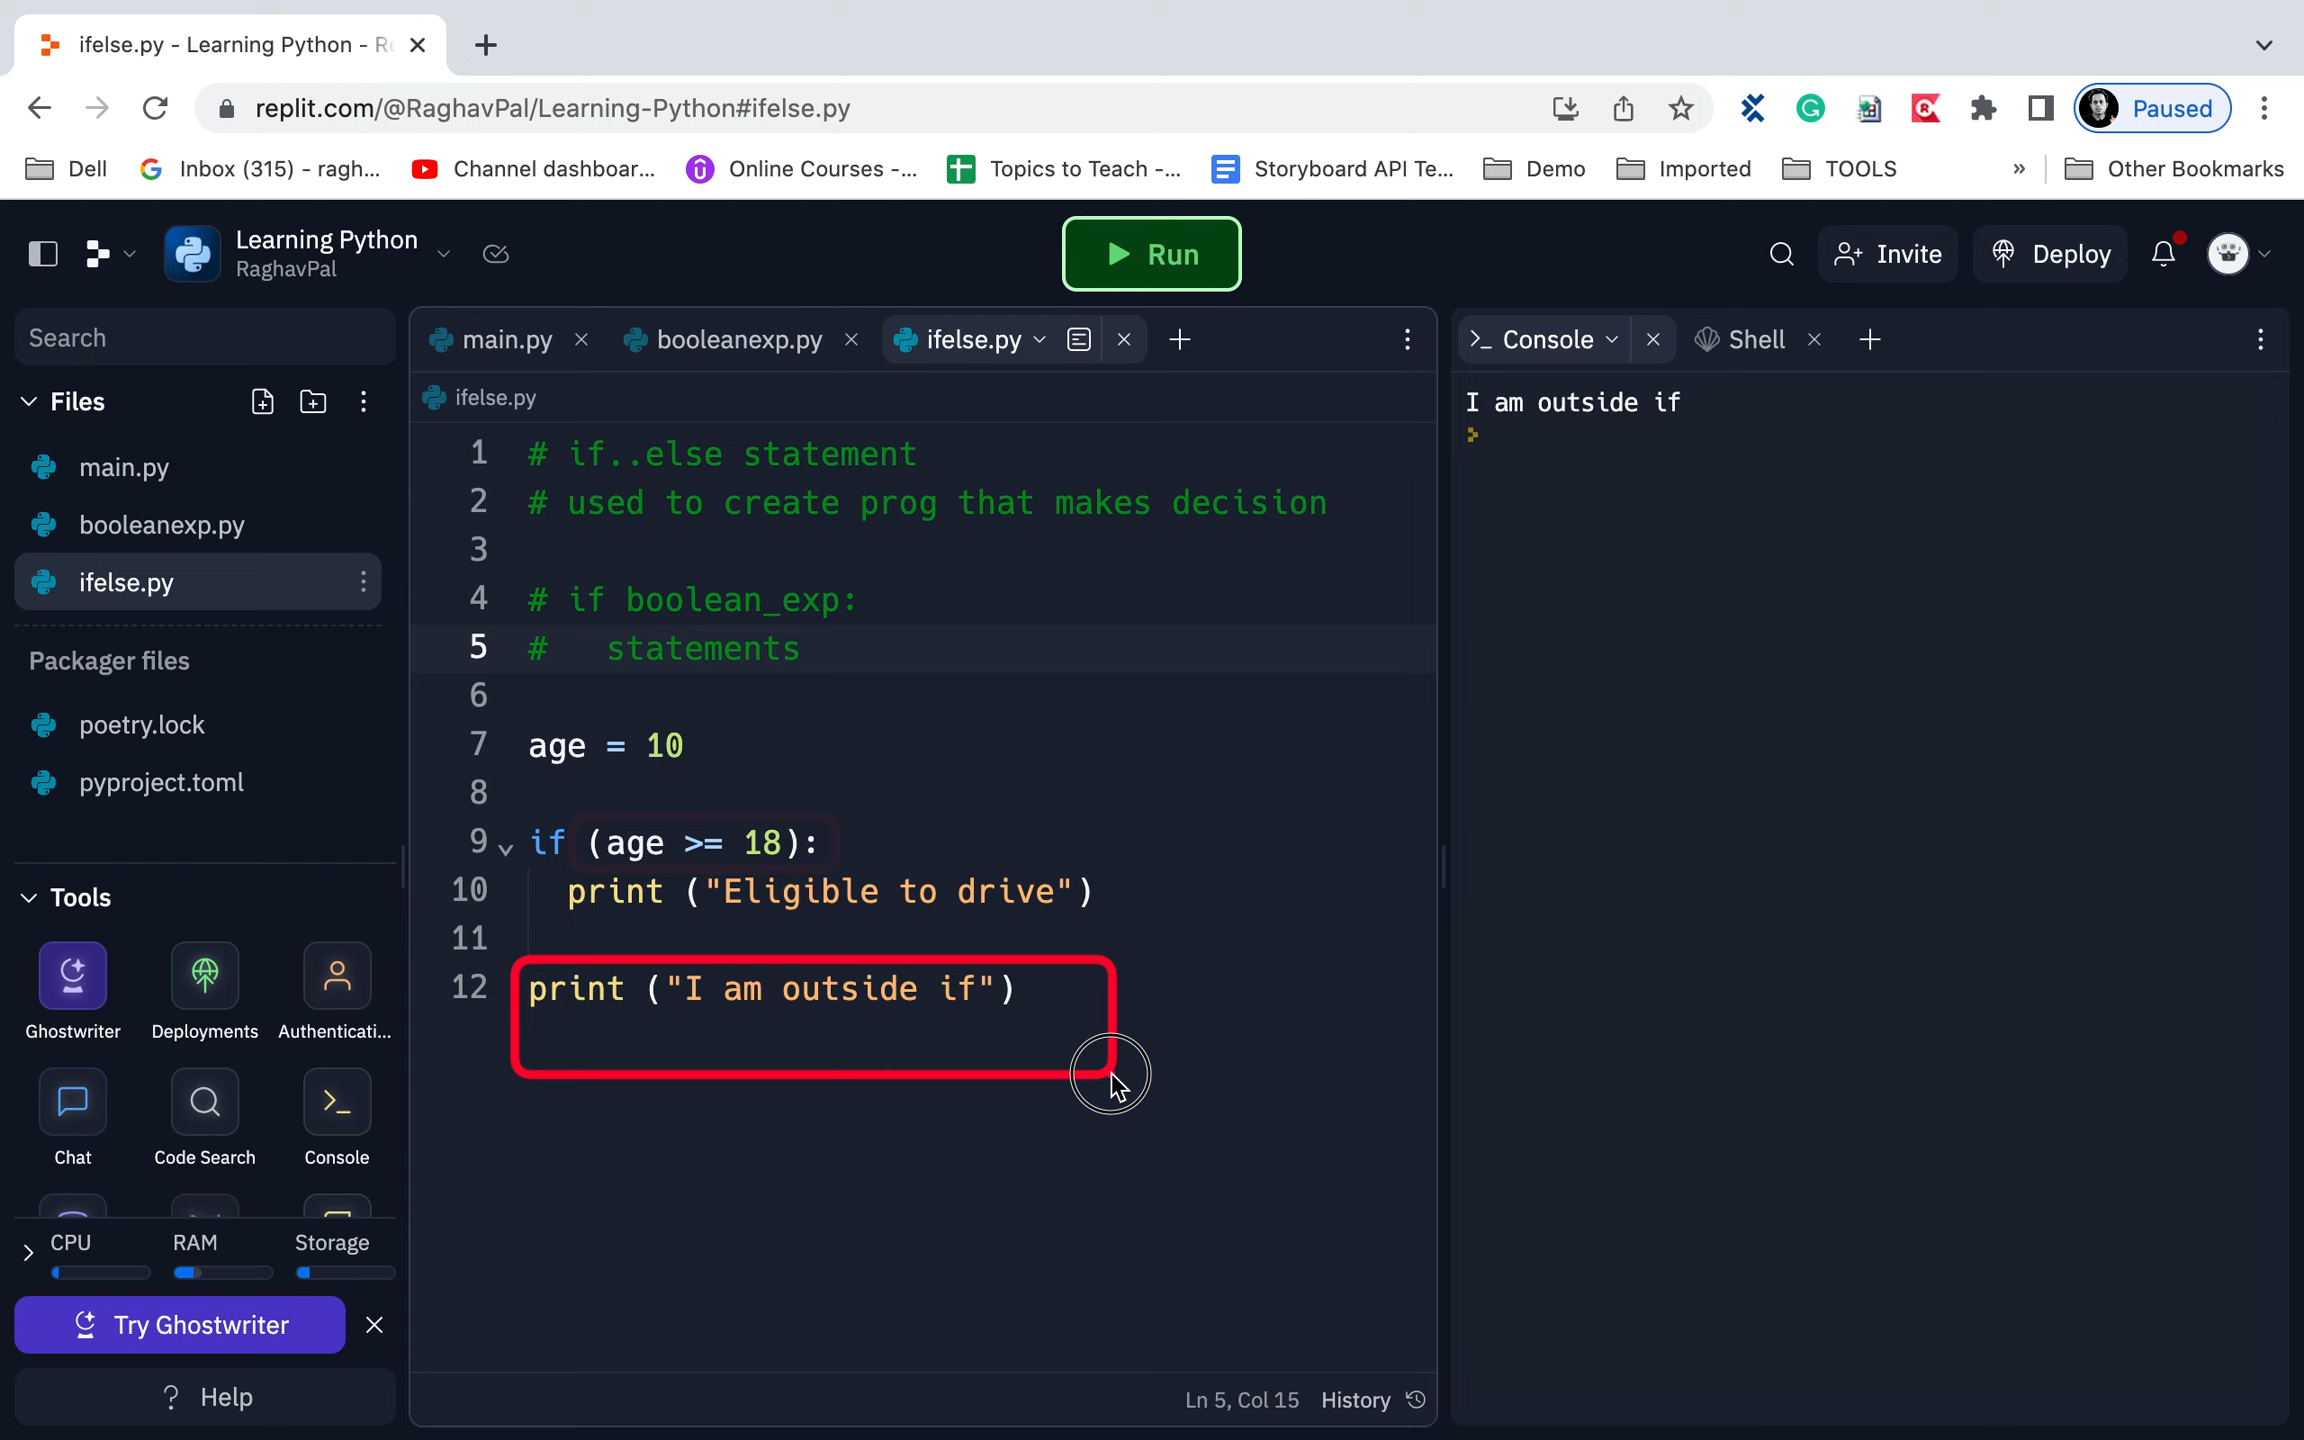 ifelse.py - Learning Python - Re
replit.com/@RaghavPal/Learning-Python#ifelse.py
Paused
Dell
Inbox (315) - ragh...
Channel dashboar...
Online Courses -...
Topics to Teach -...
Storyboard API Te...
Demo
Imported
TOOLS
»
Other Bookmarks
Learning Python
RaghavPal
Run
Invite
Deploy
Search
Files
main.py
booleanexp.py
ifelse.py
Packager files
poetry.lock
pyproject.toml
Tools
Ghostwriter
Deployments
Authenticati...
Chat
Code Search
Console
CPU
RAM
Storage
Try Ghostwriter
? Help
main.py
booleanexp.py
ifelse.py
ifelse.py
1 # if..else statement
2 # used to create prog that makes decision
3
4 # if boolean_exp:
5 #   statements
6
7 age = 10
8
9 if (age >= 18):
10   print ("Eligible to drive")
11
12 print ("I am outside if")
Ln 5, Col 15
History
Console
Shell
I am outside if